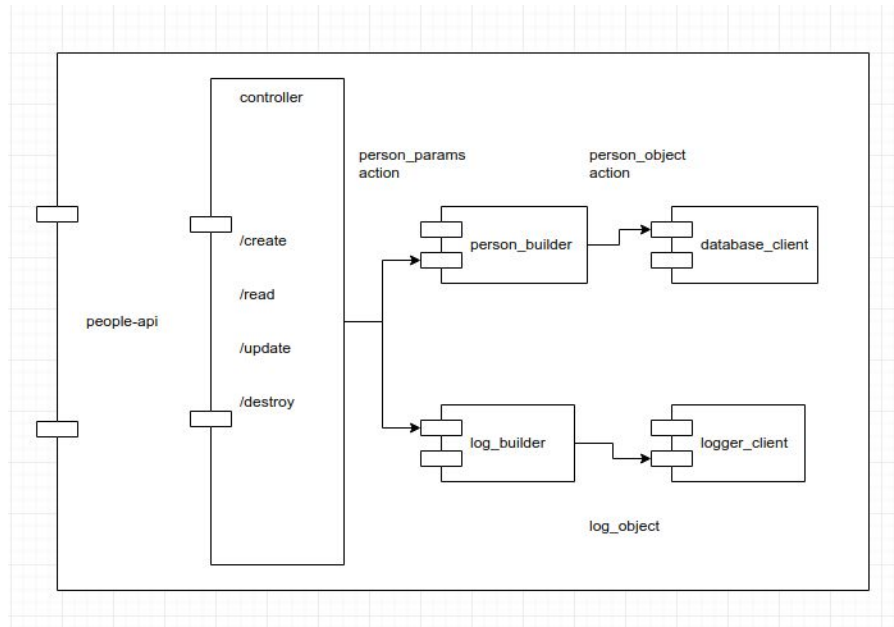 controller
person_params
action
person_object
action
/create
person_builder
database_client
/read
people-api
/update
/destroy
log_builder
logger_client
log_object